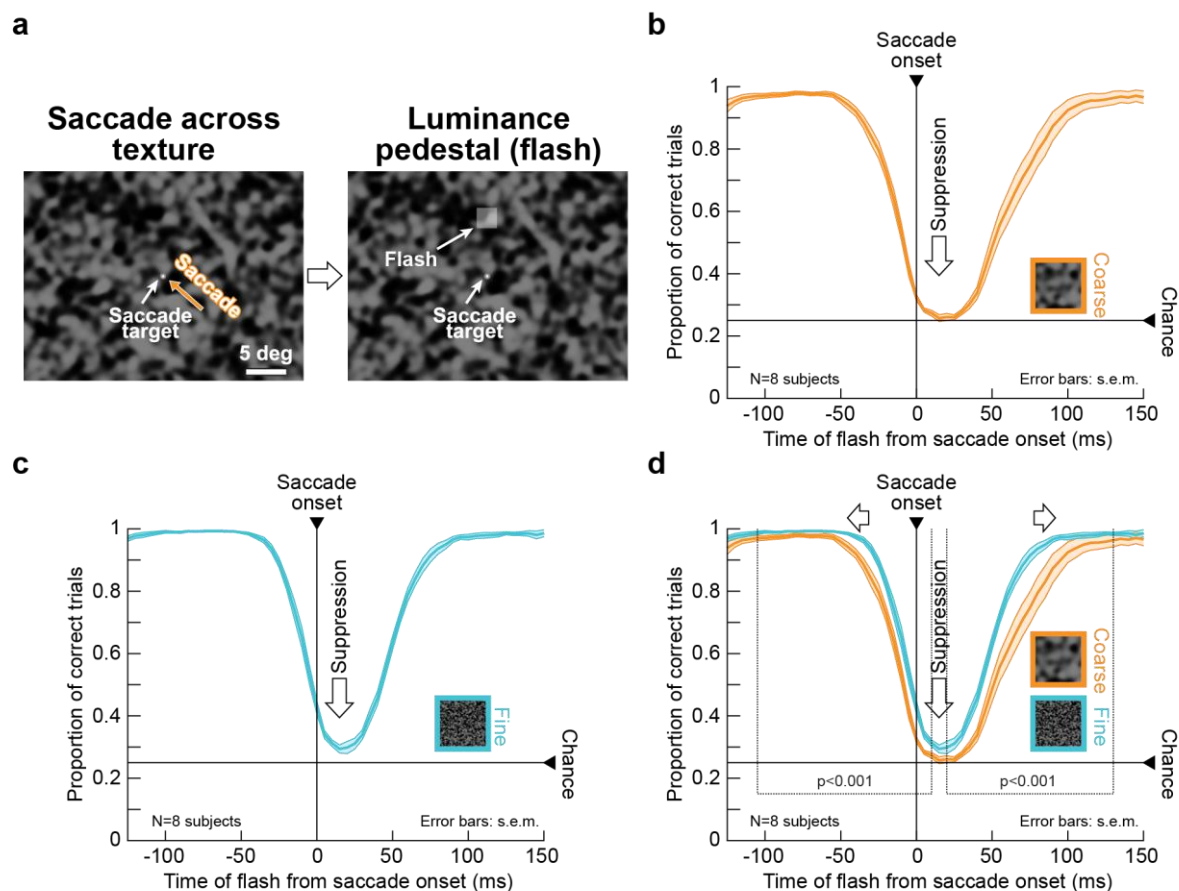 a
Saccade across
texture
Luminance
pedestal (flash)
Saccade
Saccade
target
5 deg
Flash
Saccade
target
b
Saccade
onset
Proportion of correct trials
1
0.8
0.6
0.4
0.2
0
Suppression
Coarse
Chance
N=8 subjects
Error bars: s.e.m.
-100
-50
0
50
100
150
Time of flash from saccade onset (ms)
c
Saccade
onset
Proportion of correct trials
1
0.8
0.6
0.4
0.2
0
Suppression
Fine
Chance
N=8 subjects
Error bars: s.e.m.
-100
-50
0
50
100
150
Time of flash from saccade onset (ms)
d
Saccade
onset
Proportion of correct trials
1
0.8
0.6
0.4
0.2
0
Suppression
Coarse
Fine
Chance
p<0.001
p<0.001
N=8 subjects
Error bars: s.e.m.
-100
-50
0
50
100
150
Time of flash from saccade onset (ms)